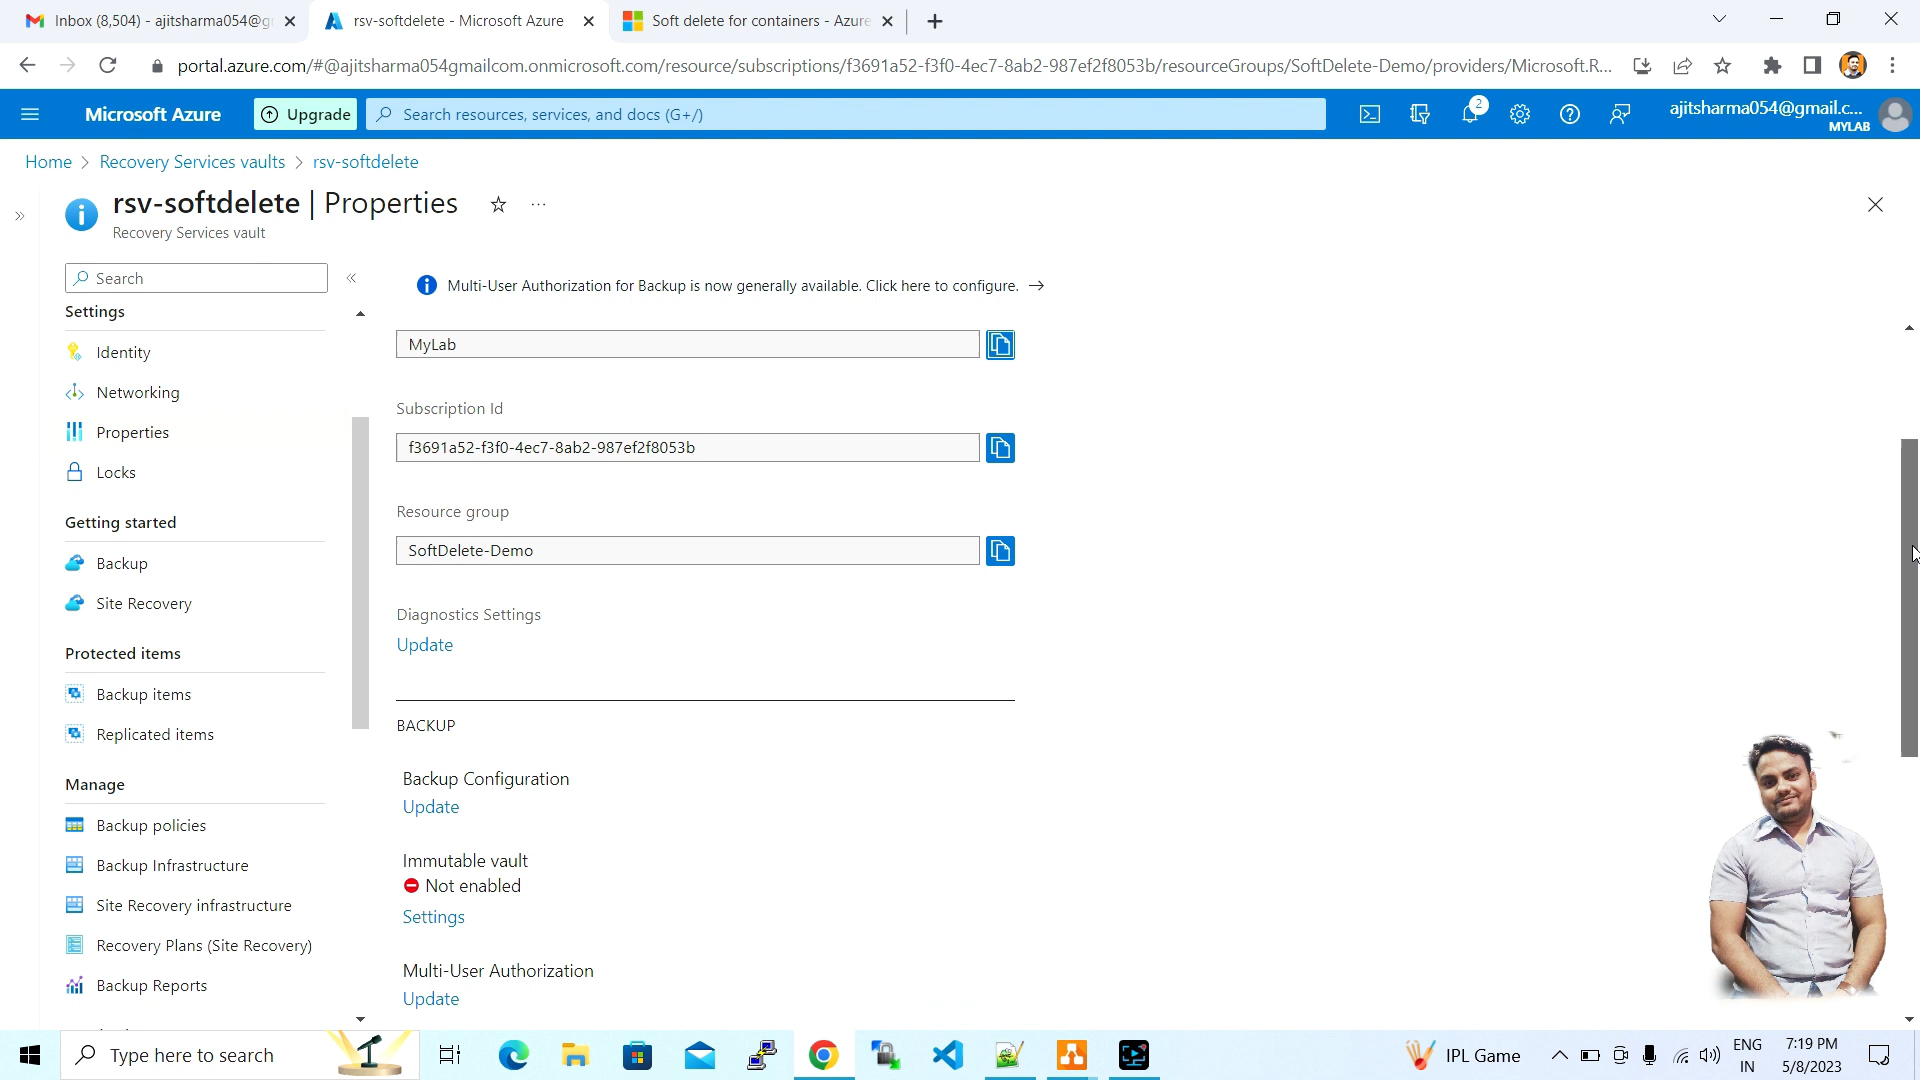 Inbox (8,504) - ajitsharma054@g
rsv-softdelete - Microsoft Azure
Soft delete for containers - Azure
portal.azure.com/#@ajitsharma054gmailcom.onmicrosoft.com/resource/subscriptions/f3691a52-f3f0-4ec7-8ab2-987ef2f8053b/resourceGroups/SoftDelete-Demo/providers/Microsoft.R...
Microsoft Azure
Upgrade
Search resources, services, and docs (G+/)
2
ajitsharma054@gmail.c...
MYLAB
Home > Recovery Services vaults > rsv-softdelete
rsv-softdelete | Properties
Recovery Services vault
Search
Multi-User Authorization for Backup is now generally available. Click here to configure. →
Settings
Identity
Networking
Properties
Locks
Getting started
Backup
Site Recovery
Protected items
Backup items
Replicated items
Manage
Backup policies
Backup Infrastructure
Site Recovery infrastructure
Recovery Plans (Site Recovery)
Backup Reports
MyLab
Subscription Id
f3691a52-f3f0-4ec7-8ab2-987ef2f8053b
Resource group
SoftDelete-Demo
Diagnostics Settings
Update
BACKUP
Backup Configuration
Update
Immutable vault
Not enabled
Settings
Multi-User Authorization
Update
Type here to search
IPL Game
ENG
IN
7:19 PM
5/8/2023